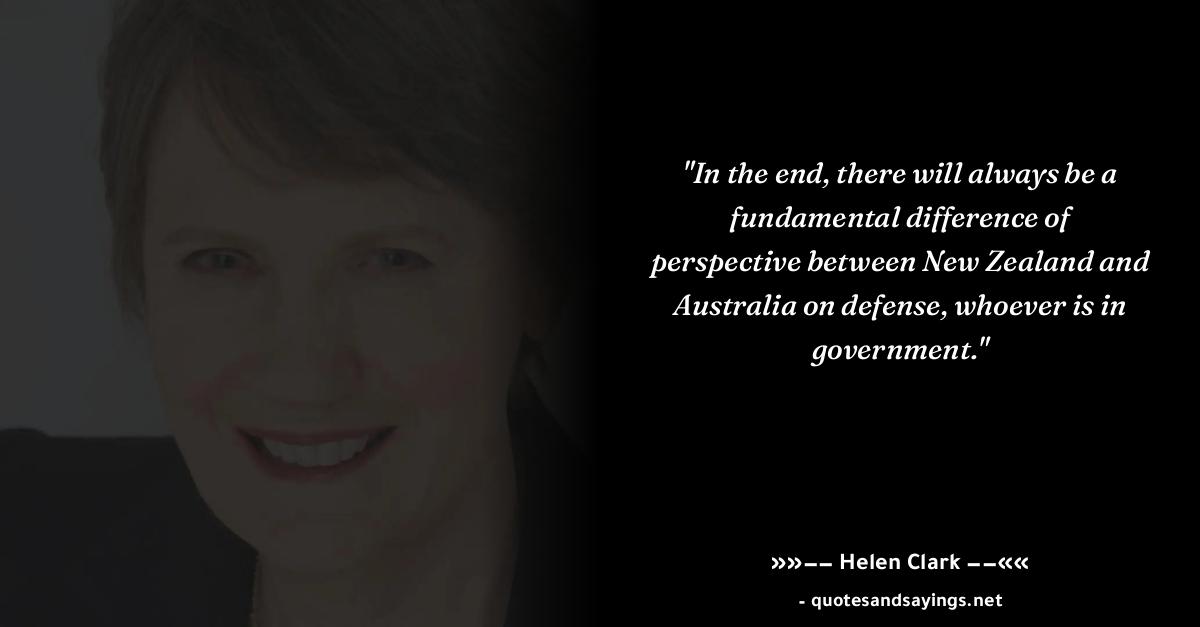 "In the end, there will always be a
fundamental difference of
perspective between New Zealand and
Australia on defense, whoever is in
government."
»»−− Helen Clark −−««
- quotesandsayings.net